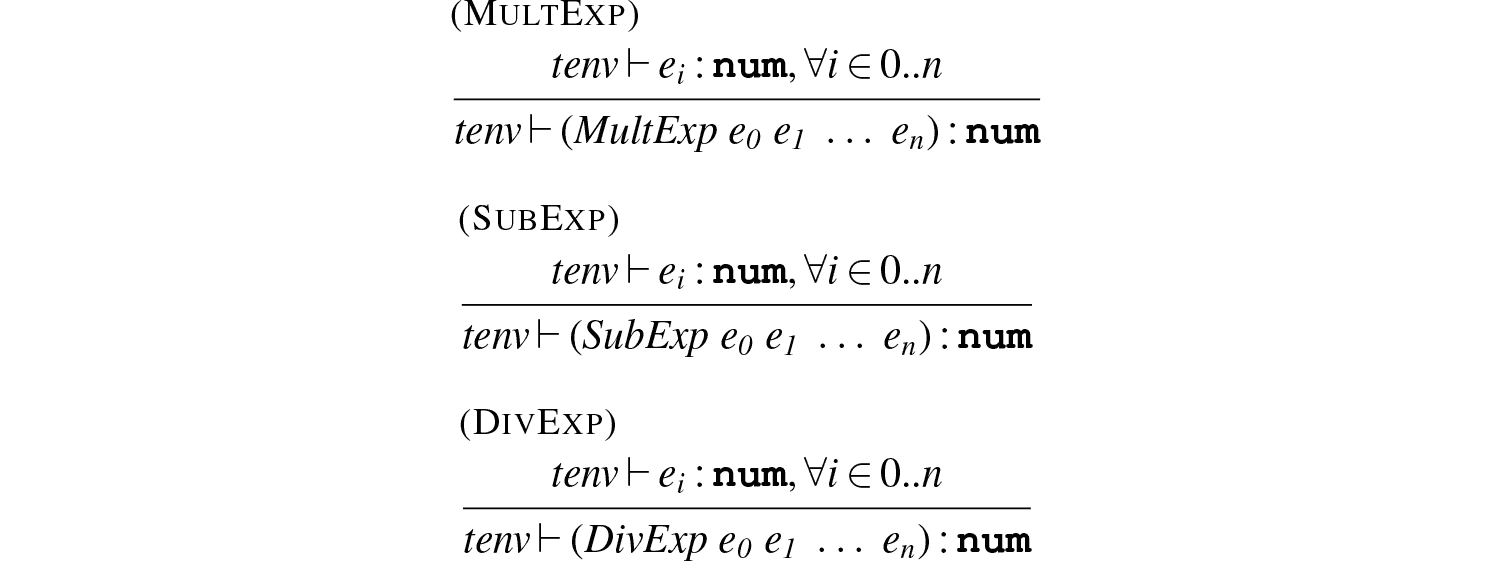 (MULTEXP)
tenv ⊢ e_i : num, ∀i ∈ 0..n
tenv ⊢ (MultExp e_0 e_1 ... e_n) : num
(SUBEXP)
tenv ⊢ e_i : num, ∀i ∈ 0..n
tenv ⊢ (SubExp e_0 e_1 ... e_n) : num
(DIVEXP)
tenv ⊢ e_i : num, ∀i ∈ 0..n
tenv ⊢ (DivExp e_0 e_1 ... e_n) : num